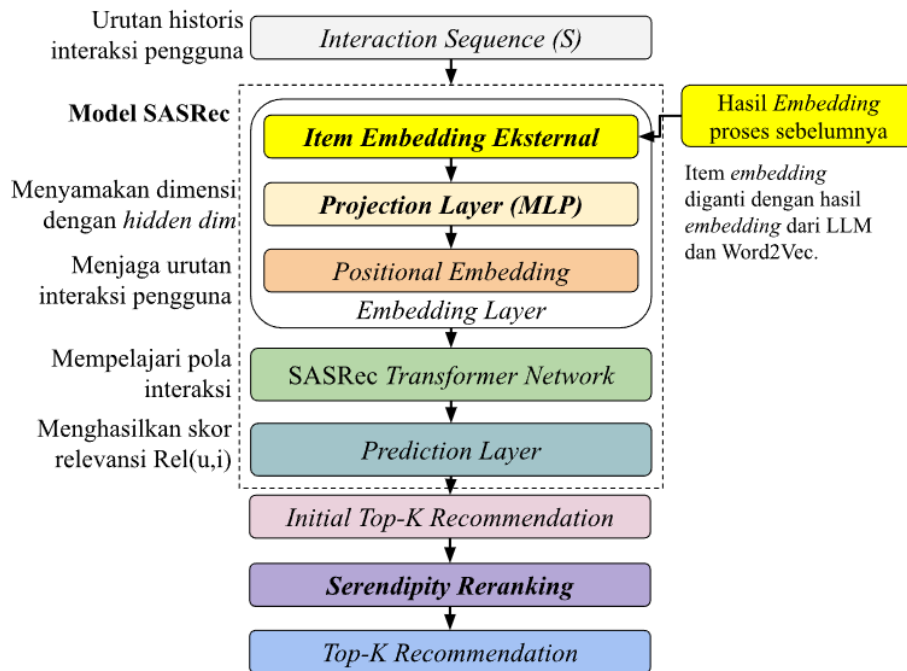 Urutan historis
interaksi pengguna
Interaction Sequence (S)
Model SASRec
Item Embedding Eksternal
Hasil Embedding
proses sebelumnya
Item embedding
diganti dengan hasil
embedding dari LLM
dan Word2Vec.
Menyamakan dimensi
dengan hidden dim
Projection Layer (MLP)
Menjaga urutan
interaksi pengguna
Positional Embedding
Embedding Layer
Mempelajari pola
interaksi
SASRec Transformer Network
Menghasilkan skor
relevansi Rel(u,i)
Prediction Layer
Initial Top-K Recommendation
Serendipity Reranking
Top-K Recommendation